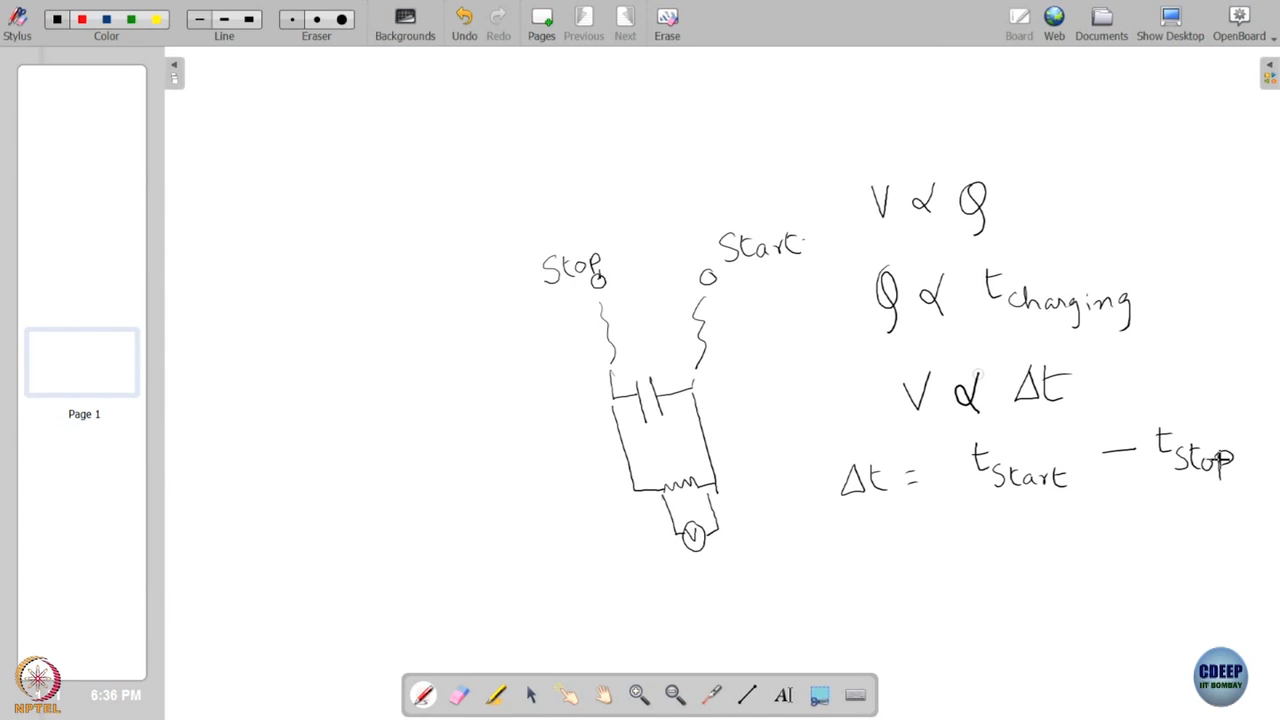 Stylus
Color
Line
Eraser
Backgrounds
Undo
Redo
Pages
Previous
Next
Erase
Board
Web
Documents
Show Desktop
OpenBoard
V ∝ Q
Stop
Start
Q ∝ t charging
V ∝ Δt
Δt = t Start — t Stop
V
Page 1
6:36 PM
NPTEL
CDEEP
IIT BOMBAY